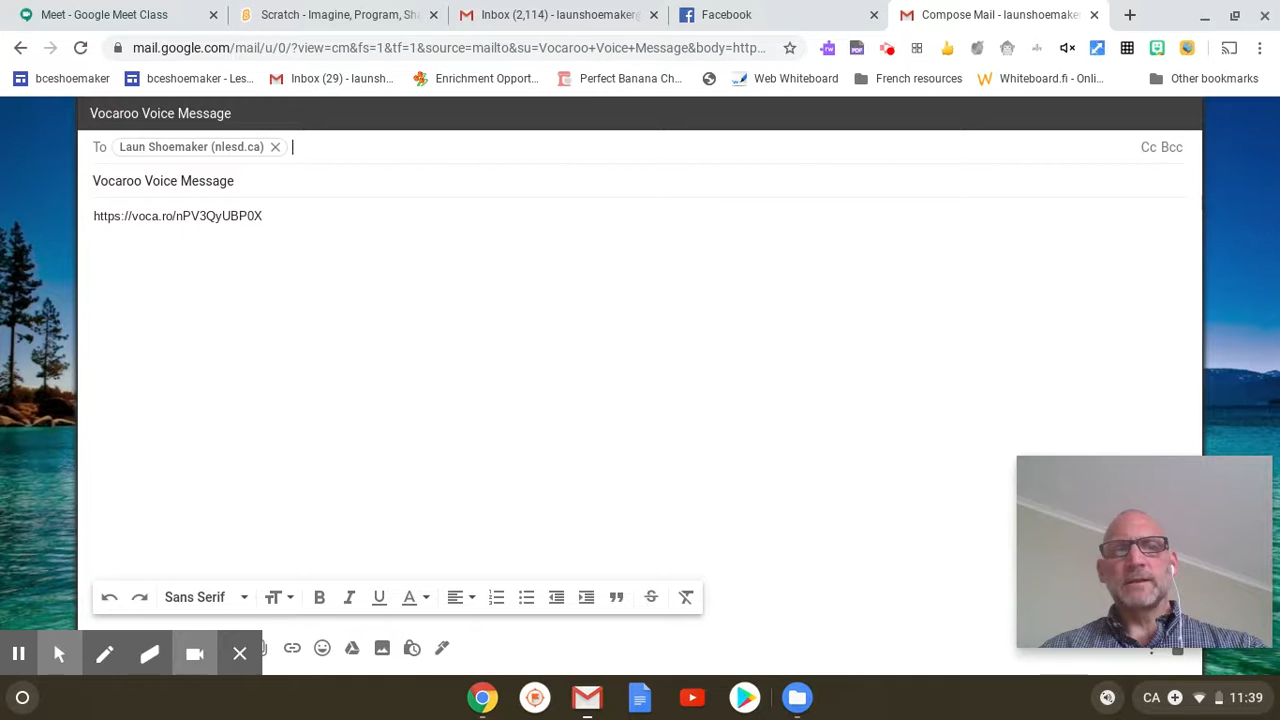 Meet - Google Meet Class
Scratch - Imagine, Program, Sha
Inbox (2,114) - launshoemaker@
Facebook
Compose Mail - launshoemaker
mail.google.com/mail/u/0/?view=cm&fs=1&tf=1&source=mailto&su=Vocaroo+Voice+Message&body=http...
bceshoemaker
bceshoemaker - Les...
Inbox (29) - launsh...
Enrichment Opport...
Perfect Banana Ch...
Web Whiteboard
French resources
Whiteboard.fi - Onli...
Other bookmarks
Vocaroo Voice Message
To Laun Shoemaker (nlesd.ca)
Cc Bcc
Vocaroo Voice Message
https://voca.ro/nPV3QyUBP0X
Sans Serif
CA
11:39